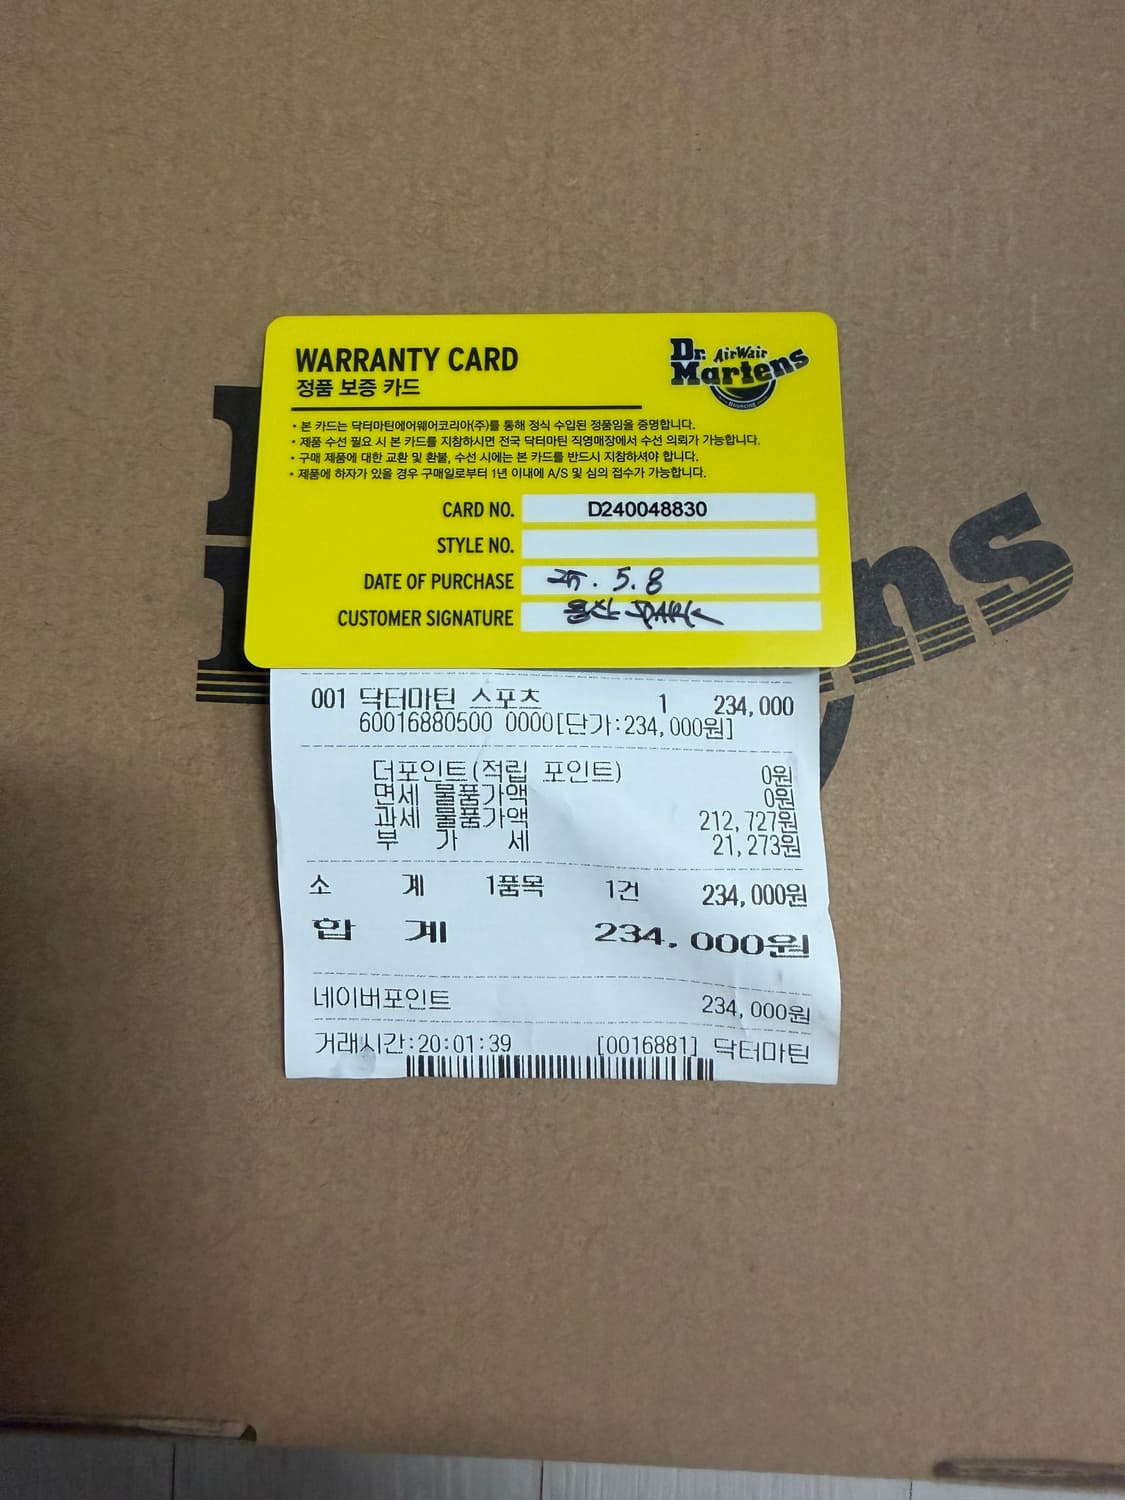 WARRANTY CARD
정품 보증 카드
Dr. Martens
AirWair
BOUNCING
• 본 카드는 닥터마틴에어웨어코리아(주)를 통해 정식 수입된 정품임을 증명합니다.
• 제품 수선 필요 시 본 카드를 지참하시면 전국 닥터마틴 직영매장에서 수선 의뢰가 가능합니다.
• 구매 제품에 대한 교환 및 환불, 수선 시에는 본 카드를 반드시 지참하셔야 합니다.
• 제품에 하자가 있을 경우 구매일로부터 1년 이내에 A/S 및 심의 접수가 가능합니다.
CARD NO. D240048830
STYLE NO.
DATE OF PURCHASE 25. 5. 8
CUSTOMER SIGNATURE 용산 IPARK
ns
001 닥터마틴 스포츠 1 234,000
60016880500 0000[단가:234,000원]
더포인트(적립 포인트) 0원
면세 물품가액 0원
과세 물품가액 212,727원
부 가 세 21,273원
소 계 1품목 1건 234,000원
합 계 234,000원
네이버포인트 234,000원
거래시간:20:01:39 [0016881] 닥터마틴